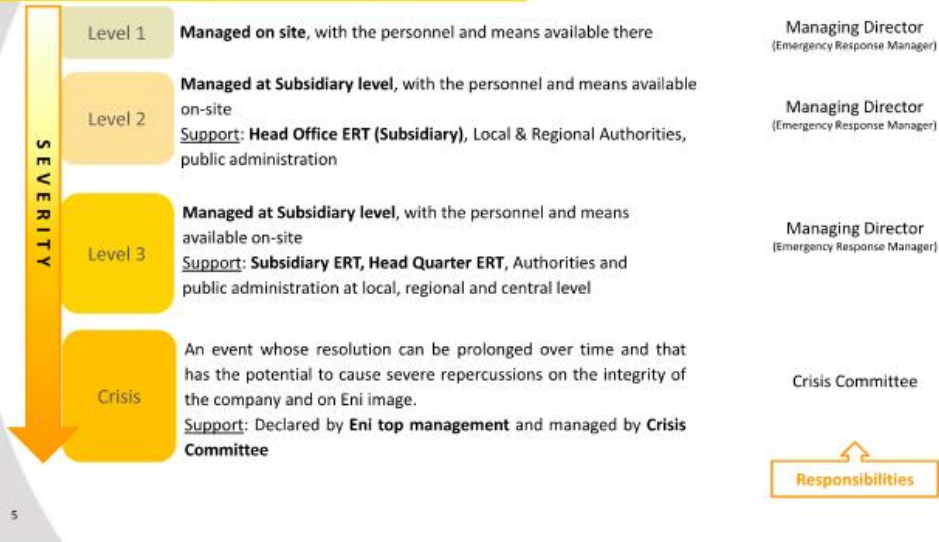 SEVERITY
Level 1
Managed on site, with the personnel and means available there
Managing Director
(Emergency Response Manager)
Level 2
Managed at Subsidiary level, with the personnel and means available
on-site
Support: Head Office ERT (Subsidiary), Local & Regional Authorities,
public administration
Managing Director
(Emergency Response Manager)
Level 3
Managed at Subsidiary level, with the personnel and means
available on-site
Support: Subsidiary ERT, Head Quarter ERT, Authorities and
public administration at local, regional and central level
Managing Director
(Emergency Response Manager)
Crisis
An event whose resolution can be prolonged over time and that
has the potential to cause severe repercussions on the integrity of
the company and on Eni image.
Support: Declared by Eni top management and managed by Crisis
Committee
Crisis Committee
Responsibilities
5